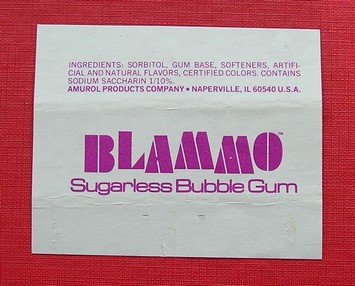 INGREDIENTS: SORBITOL, GUM BASE, SOFTENERS, ARTIFI-
CIAL AND NATURAL FLAVORS, CERTIFIED COLORS. CONTAINS
SODIUM SACCHARIN 1/10%.
AMUROL PRODUCTS COMPANY • NAPERVILLE, IL 60540 U.S.A.
BLAMMO™
Sugarless Bubble Gum